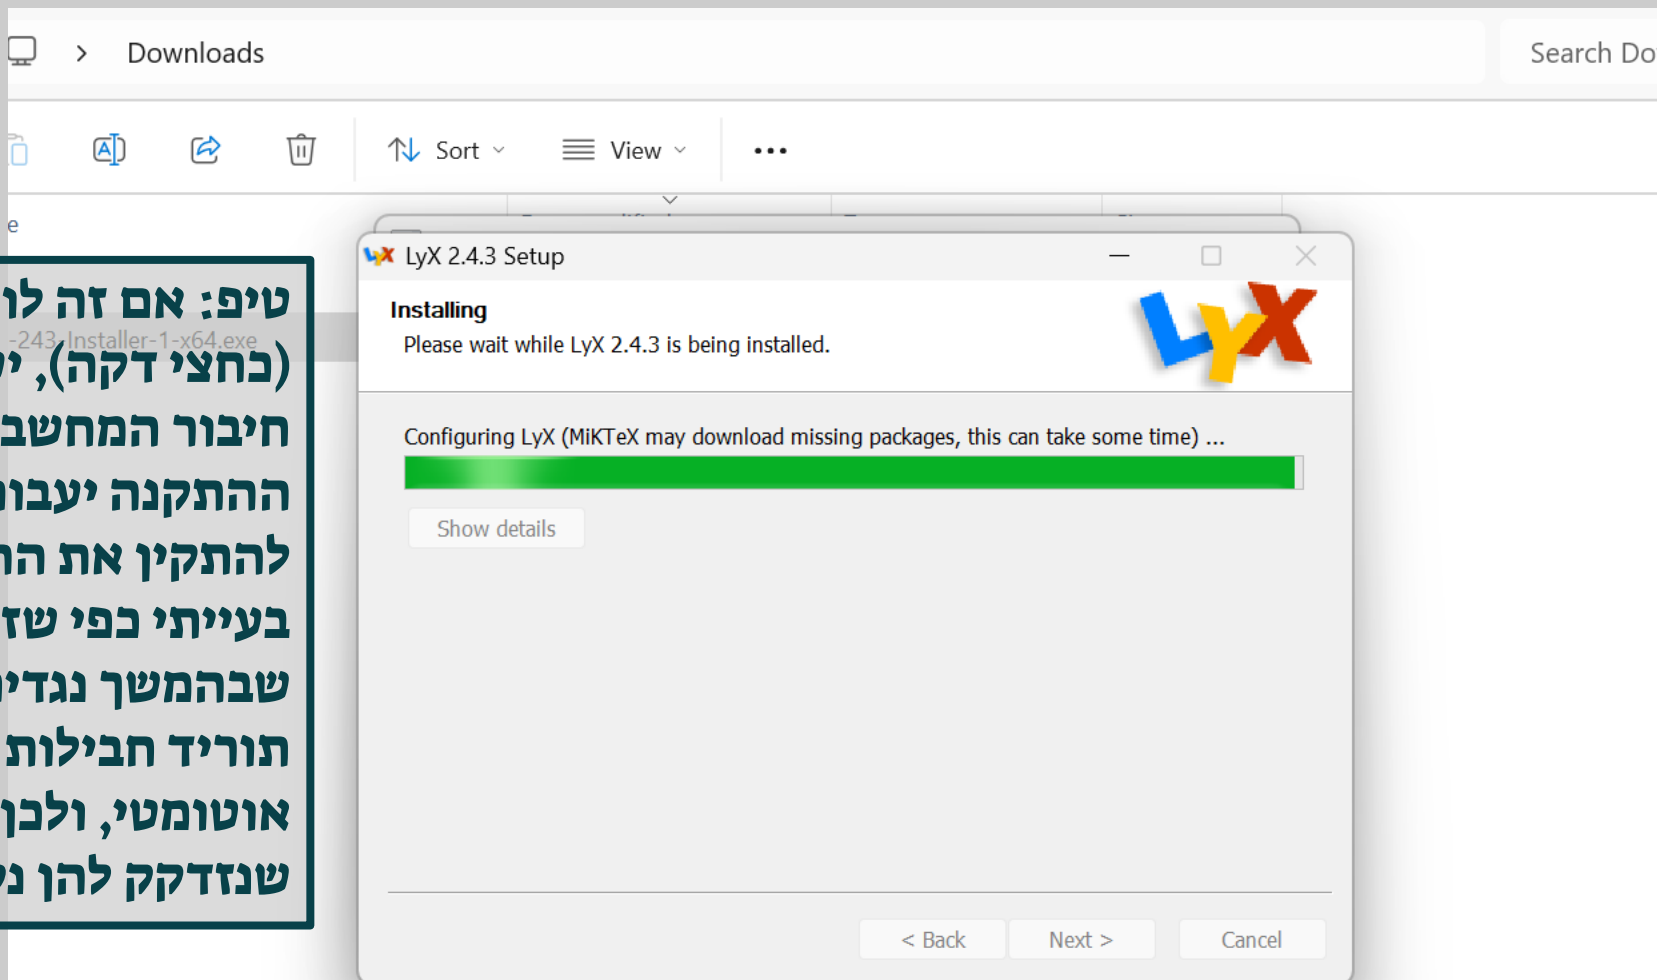 Downloads
Search Do
Sort
View
e
-243-Installer-1-x64.exe
LyX 2.4.3 Setup
Installing
Please wait while LyX 2.4.3 is being installed.
LYX
Configuring LyX (MiKTeX may download missing packages, this can take some time) ...
Show details
< Back
Next >
Cancel
טיפ: אם זה לו
(כחצי דקה), י
חיבור המחשב
ההתקנה יעבו
להתקין את
בעייתי כפי שז
שבהמשך נגדי
תוריד חבילות
אוטומטי, ולכן
שנזדקק להן